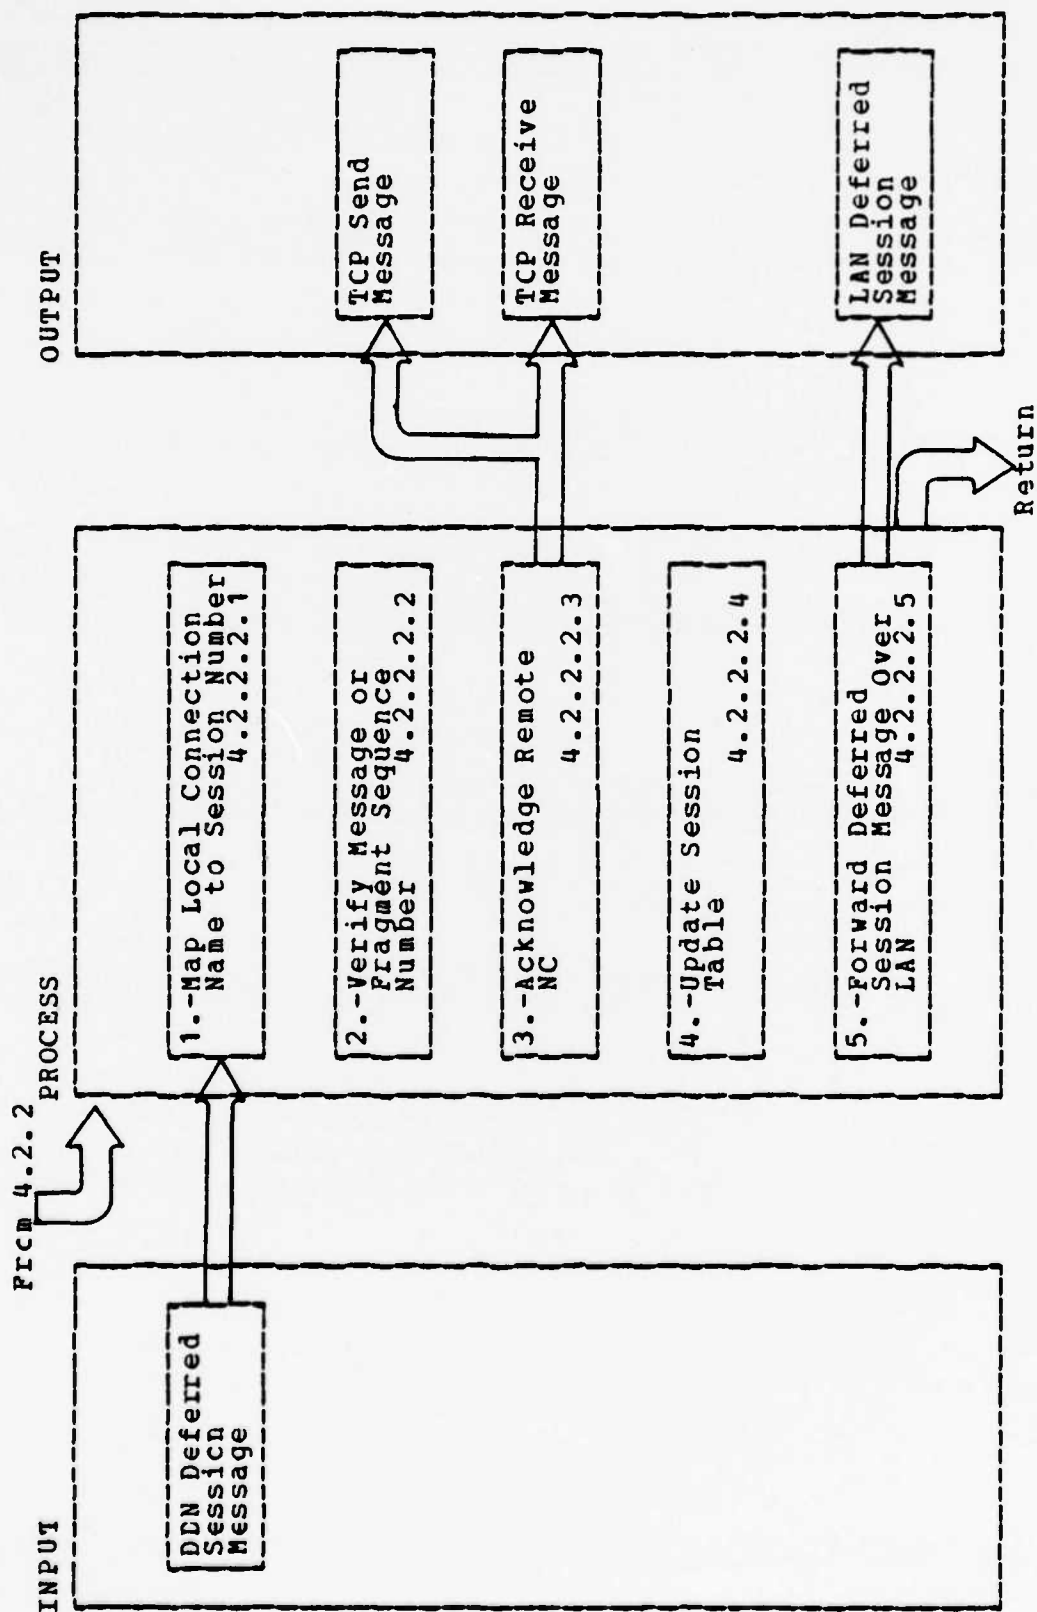 INPUT
DDN Deferred
Sessicn
Message
Frcm 4.2.2
PROCESS
1.-Map Local Connection
Name to Session Number
4.2.2.2.1
2.-Verify Message or
Fragment Sequence
Number 4.2.2.2.2
3.-Acknowledge Remote
NC
4.2.2.2.3
4.-Update Session
Table
4.2.2.2.4
5.-Forward Deferred
Session Message Over
LAN 4.2.2.2.5
Return
OUTPUT
TCP Send
Message
TCP Receive
Message
LAN Deferred
Session
Message